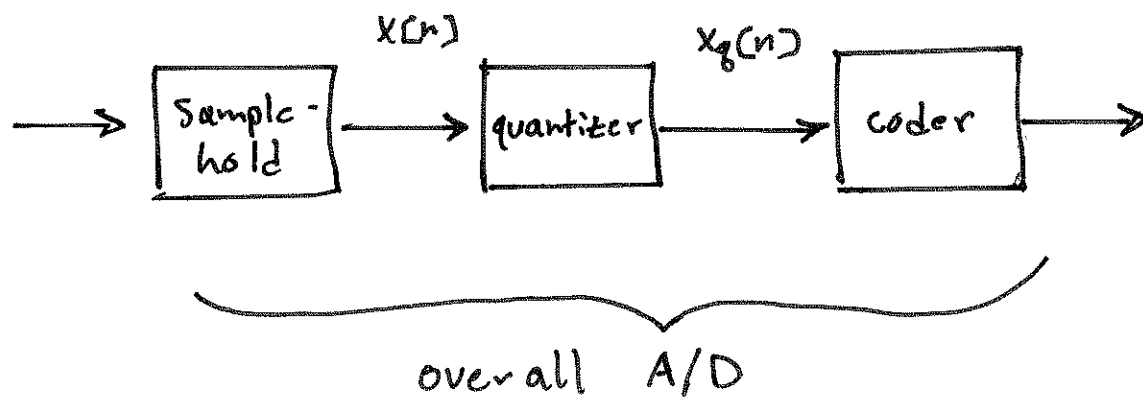 x(n)
xq(n)
Sample-
hold
quantizer
coder
overall A/D